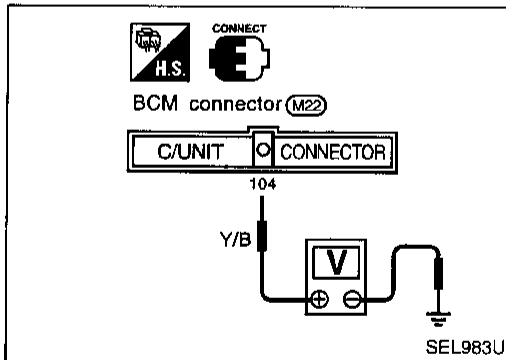 CONNECT
H.S.
BCM connector (M22)
C/UNIT CONNECTOR
104
Y/B
V
SEL983U